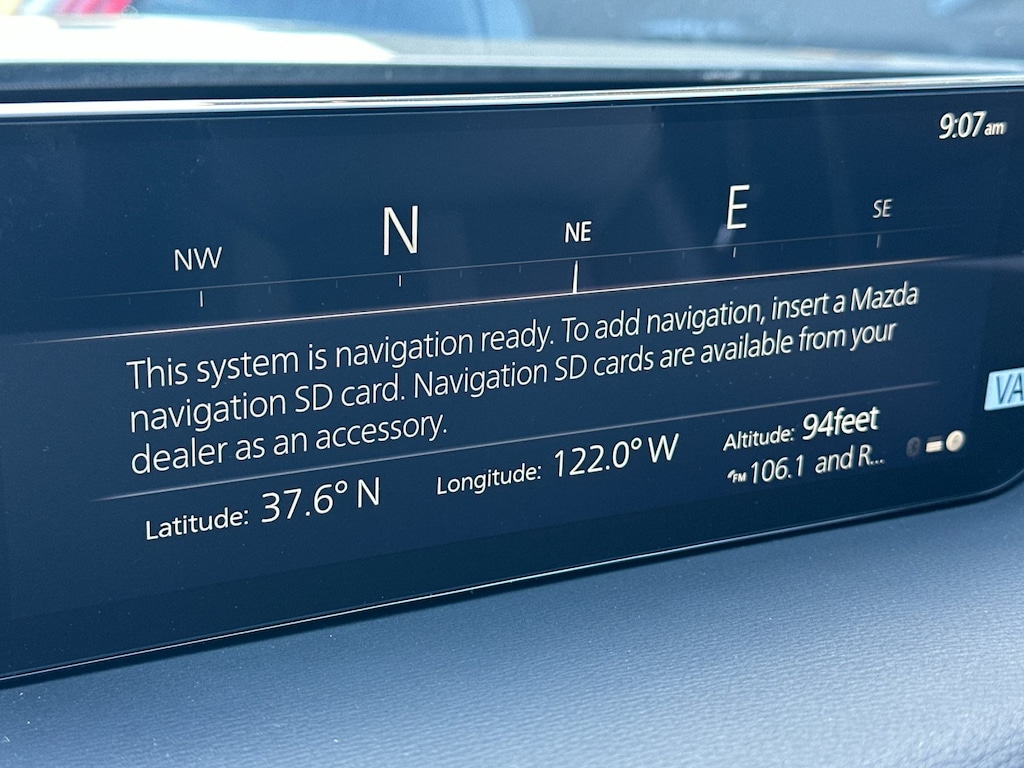 9:07am
NW N NE E SE
This system is navigation ready. To add navigation, insert a Mazda
navigation SD card. Navigation SD cards are available from your
dealer as an accessory.
Latitude: 37.6° N Longitude: 122.0° W Altitude: 94feet
FM 106.1 and R...
VA